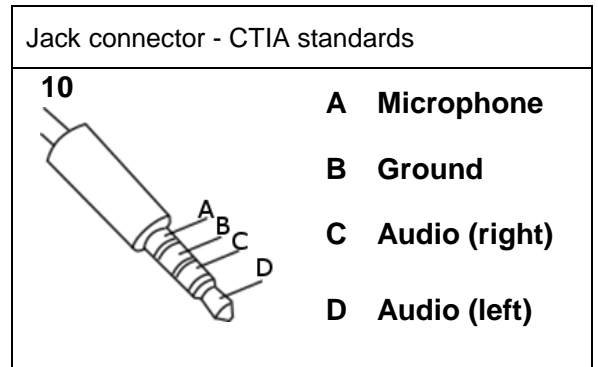 Jack connector - CTIA standards
10
A Microphone
B Ground
C Audio (right)
D Audio (left)
A
B
C
D